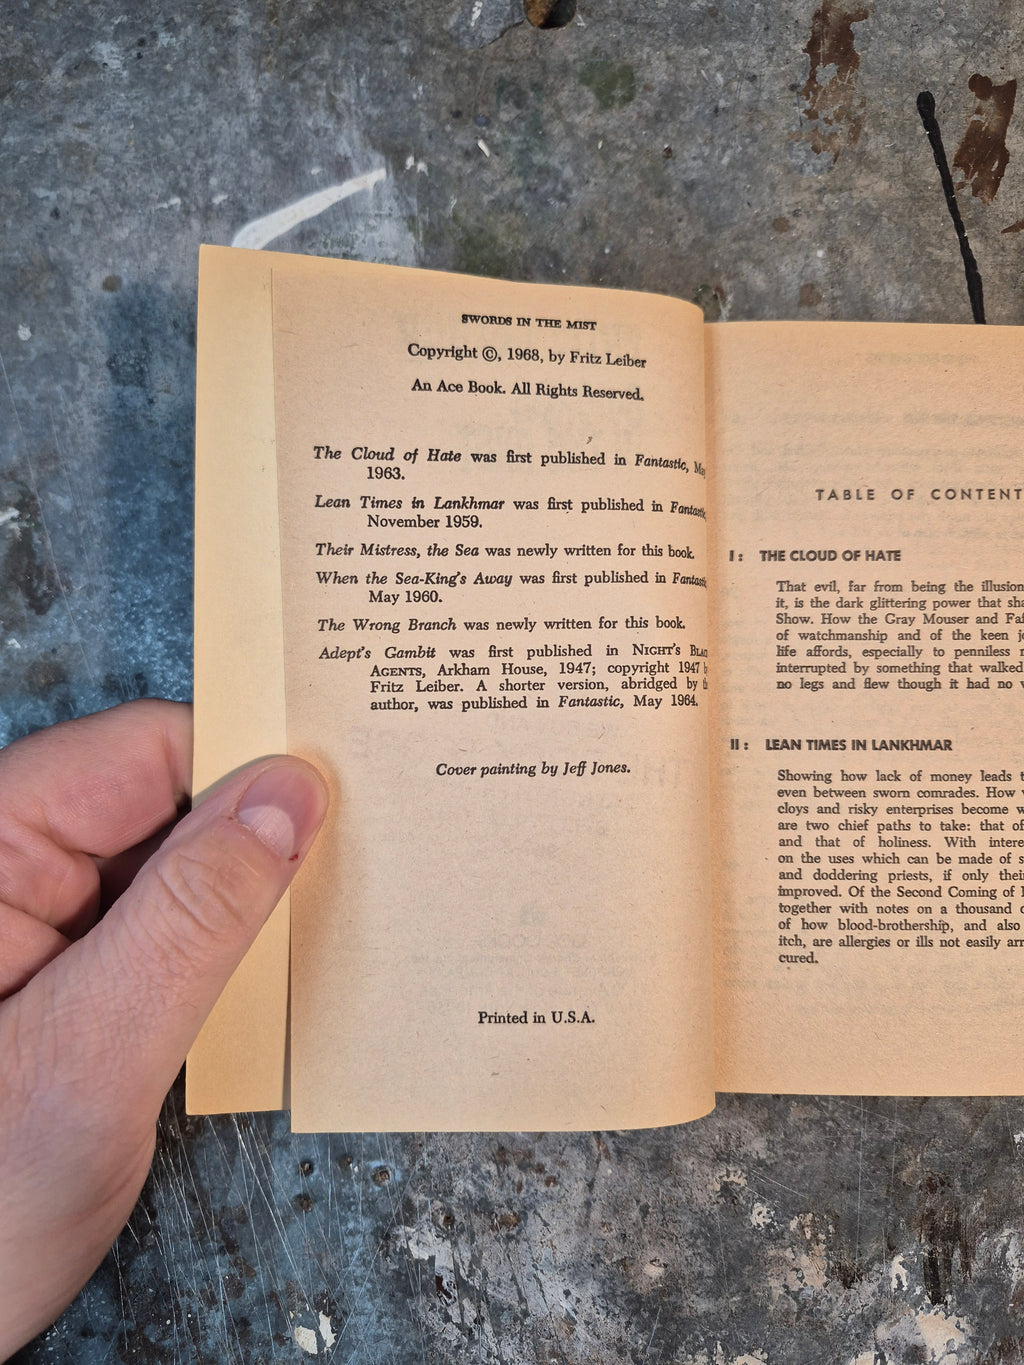 SWORDS IN THE MIST
Copyright ©, 1968, by Fritz Leiber
An Ace Book. All Rights Reserved.
The Cloud of Hate was first published in Fantastic, May
1963.
Lean Times in Lankhmar was first published in Fantastic,
November 1959.
Their Mistress, the Sea was newly written for this book.
When the Sea-King's Away was first published in Fantastic
May 1960.
The Wrong Branch was newly written for this book.
Adept's Gambit was first published in NIGHT'S
AGENTS, Arkham House, 1947; copyright 1947
Fritz Leiber. A shorter version, abridged by
author, was published in Fantastic, May 1964.
Cover painting by Jeff Jones.
Printed in U.S.A.
TABLE OF CONTENT
I: THE CLOUD OF HATE
That evil, far from being the illusion
it, is the dark glittering power that
Show. How the Gray Mouser and
of watchmanship and of the keen
life affords, especially to penniless
interrupted by something that walked
no legs and flew though it had no
II: LEAN TIMES IN LANKHMAR
Showing how lack of money leads
even between sworn comrades. How
cloys and risky enterprises become
are two chief paths to take: that of
and that of holiness. With
on the uses which can be made of
and doddering priests, if only
improved. Of the Second Coming of
together with notes on a thousand
of how blood-brothership, and also
itch, are allergies or ills not easily
cured.